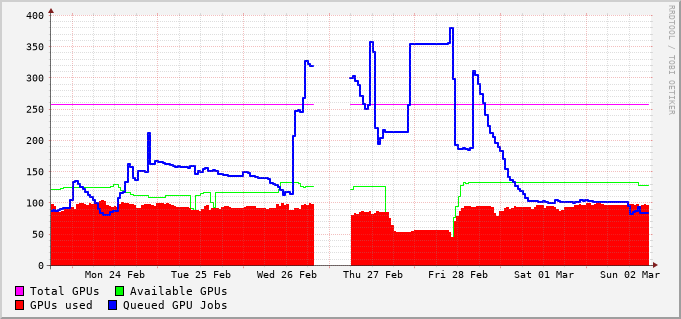 400
350
300
250
200
150
100
50
0
Mon 24 Feb Tue 25 Feb Wed 26 Feb Thu 27 Feb Fri 28 Feb Sat 01 Mar Sun 02 Mar
Total GPUs Available GPUs
GPUs used Queued GPU Jobs
RRDTOOL / TOBI OETIKER